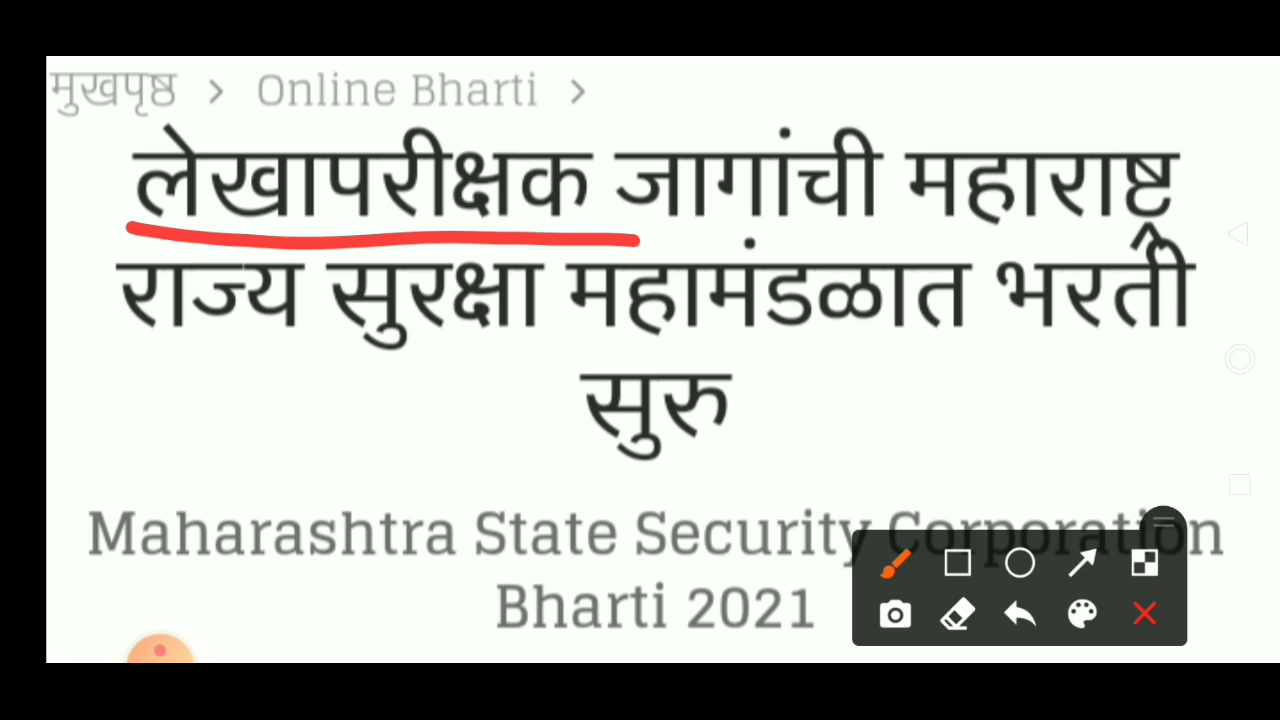 मुखपृष्ठ > Online Bharti >
लेखापरीक्षक जागांची महाराष्ट्र
राज्य सुरक्षा महामंडळात भरती
सुरु
Maharashtra State Security Corporation
Bharti 2021